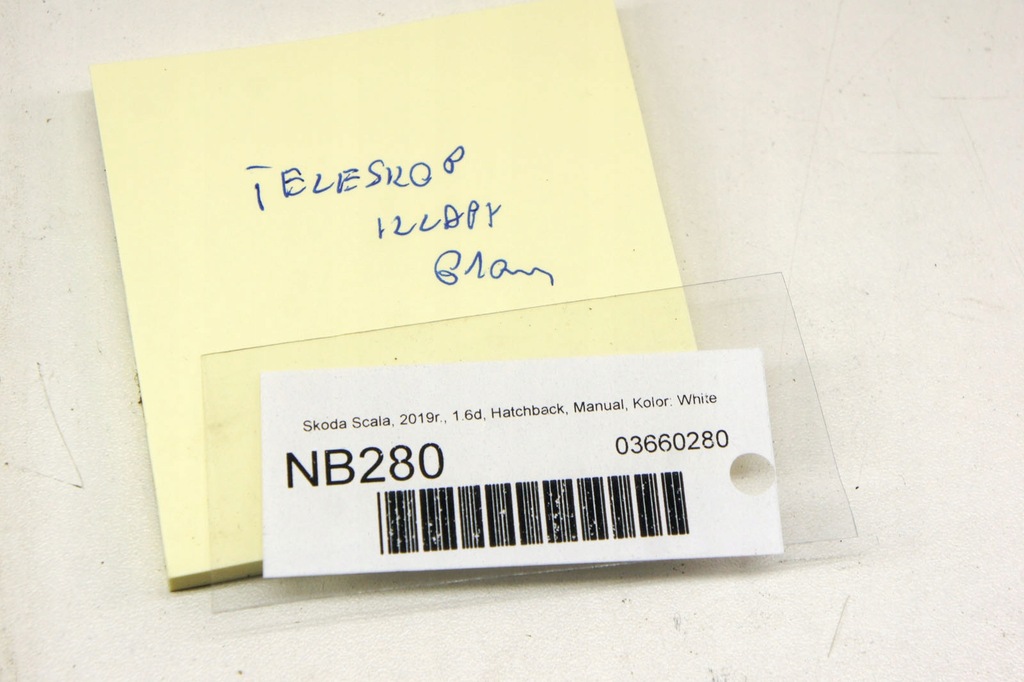 TELESKOP
KLAPY
Skoda Scala, 2019r., 1.6d, Hatchback, Manual, Kolor: White
NB280
03660280